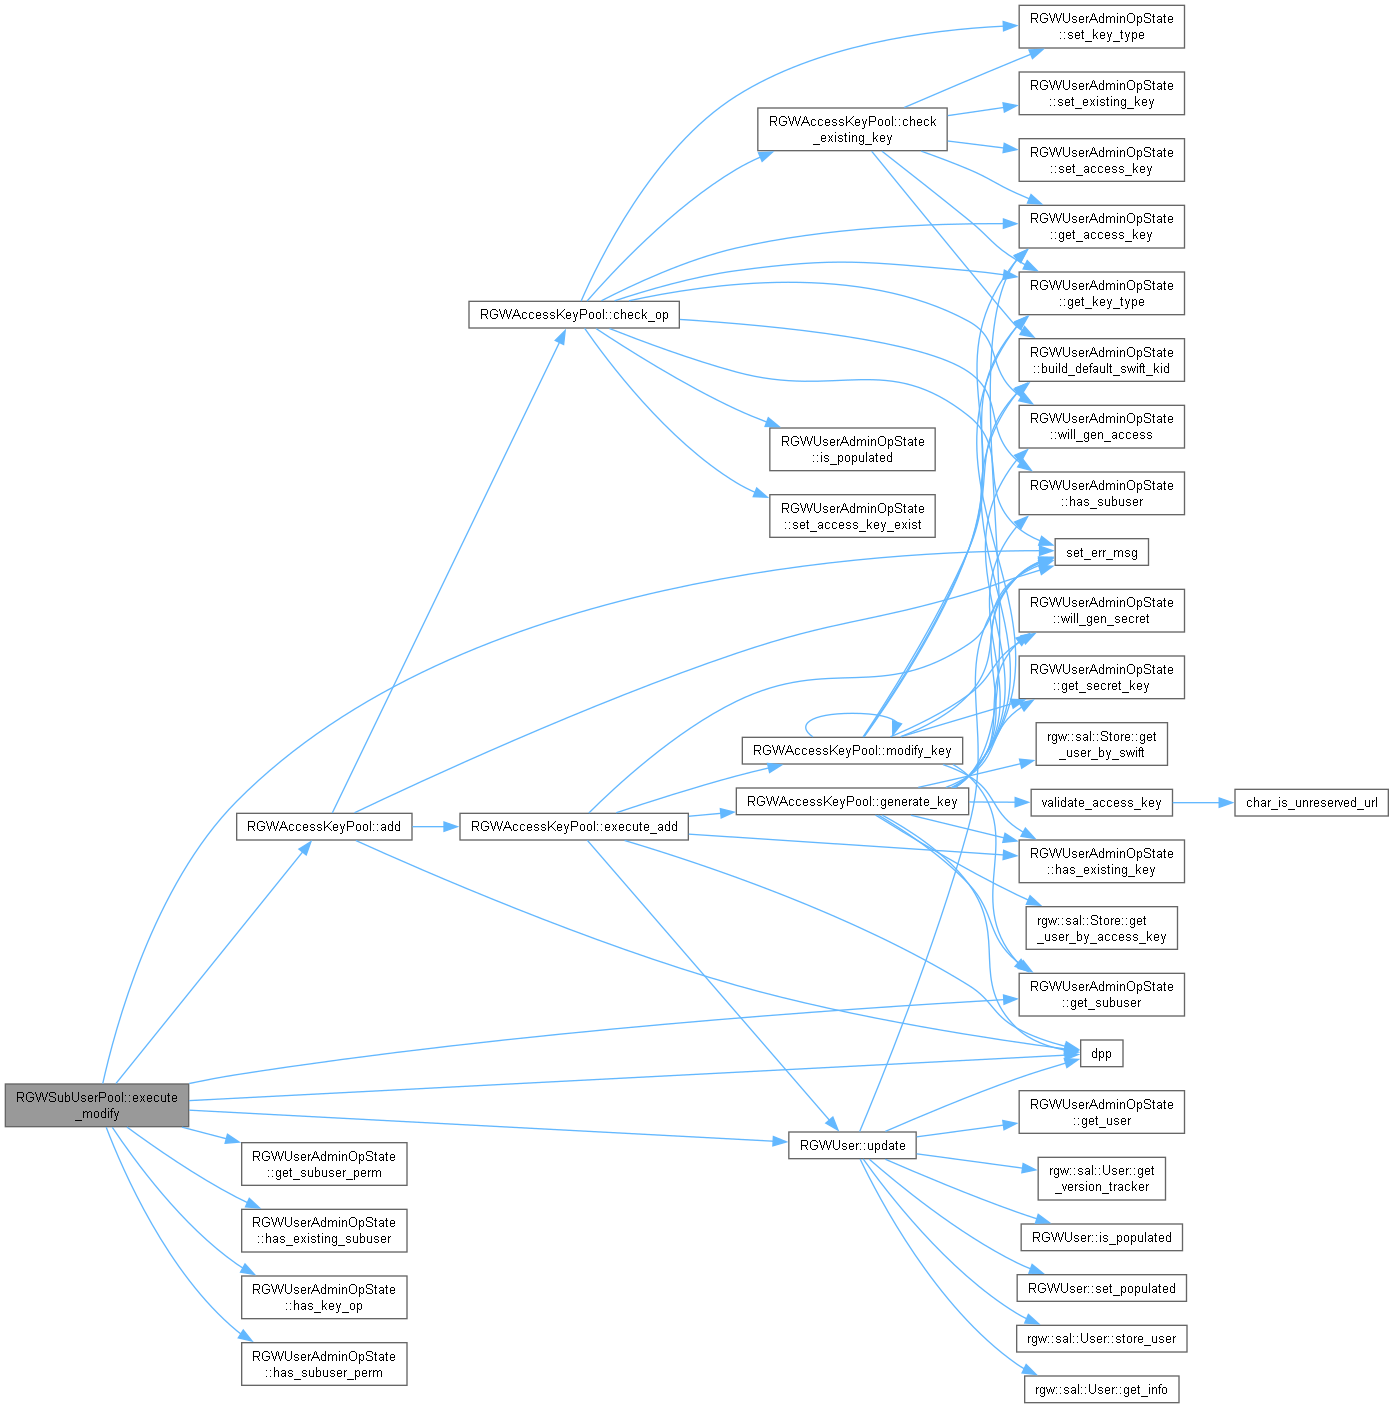 RGWUserAdminOpState
::set_key_type
RGWUserAdminOpState
::set_existing_key
RGWAccessKeyPool::check
_existing_key
RGWUserAdminOpState
::set_access_key
RGWUserAdminOpState
::get_access_key
RGWUserAdminOpState
::get_key_type
RGWAccessKeyPool::check_op
RGWUserAdminOpState
::build_default_swift_kid
RGWUserAdminOpState
::will_gen_access
RGWUserAdminOpState
::is_populated
RGWUserAdminOpState
::has_subuser
RGWUserAdminOpState
::set_access_key_exist
set_err_msg
RGWUserAdminOpState
::will_gen_secret
RGWUserAdminOpState
::get_secret_key
RGWAccessKeyPool::modify_key
rgw::sal::Store::get
_user_by_swift
RGWAccessKeyPool::generate_key
validate_access_key
char_is_unreserved_url
RGWAccessKeyPool::add
RGWAccessKeyPool::execute_add
RGWUserAdminOpState
::has_existing_key
rgw::sal::Store::get
_user_by_access_key
RGWUserAdminOpState
::get_subuser
dpp
RGWSubUserPool::execute
_modify
RGWUserAdminOpState
::get_user
RGWUser::update
RGWUserAdminOpState
::get_subuser_perm
rgw::sal::User::get
_version_tracker
RGWUserAdminOpState
::has_existing_subuser
RGWUser::is_populated
RGWUserAdminOpState
::has_key_op
RGWUser::set_populated
rgw::sal::User::store_user
RGWUserAdminOpState
::has_subuser_perm
rgw::sal::User::get_info